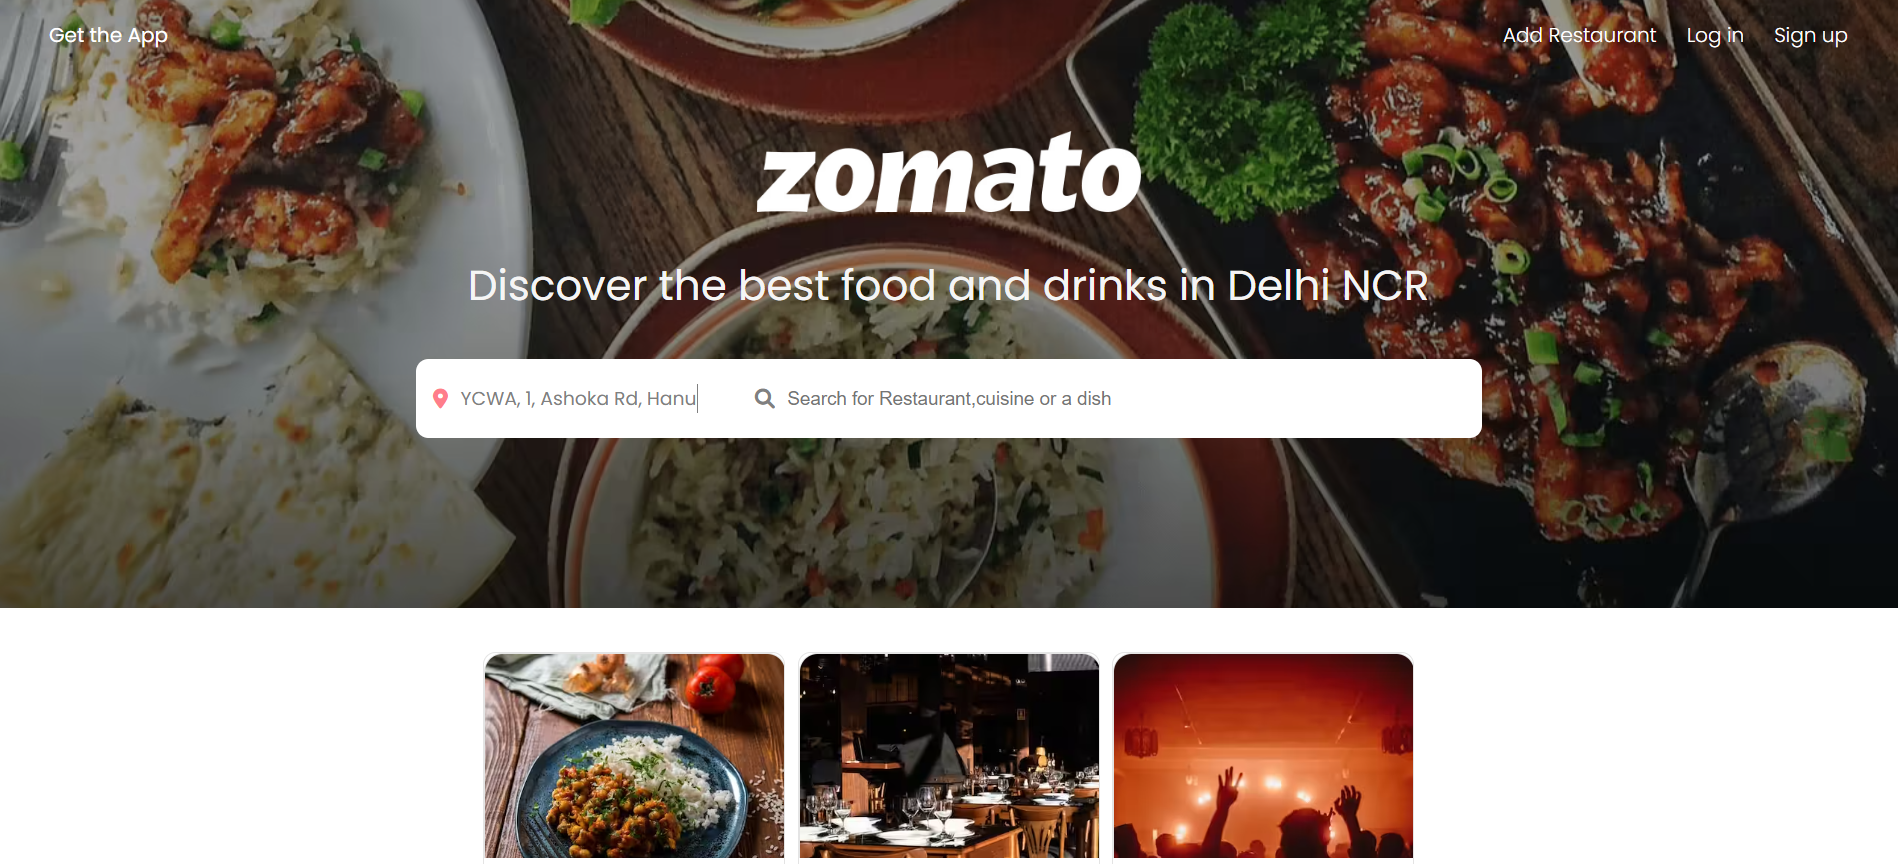 Get the App
Add Restaurant
Log in
Sign up
zomato
Discover the best food and drinks in Delhi NCR
YCWA, 1, Ashoka Rd, Hanu
Search for Restaurant,cuisine or a dish